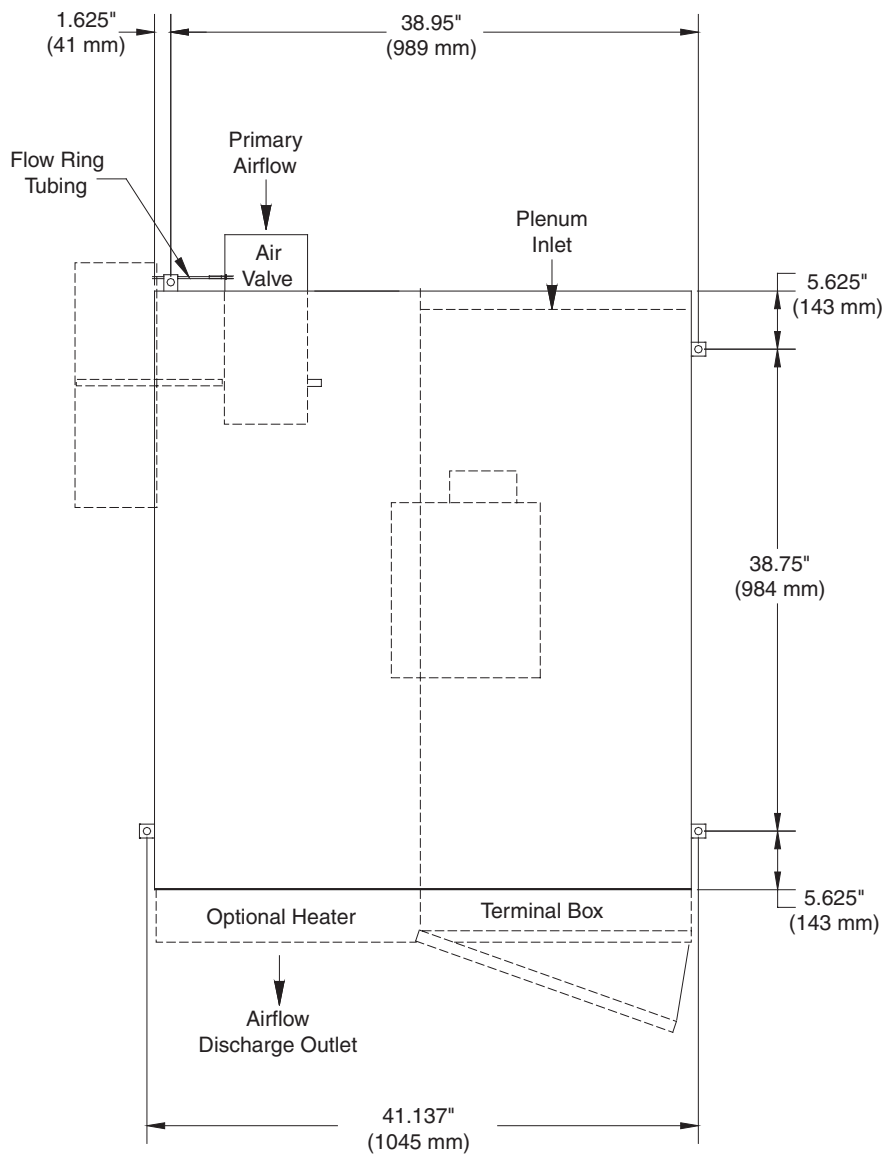 1.625"
(41 mm)
38.95"
(989 mm)
Primary
Airflow
Flow Ring
Tubing
Plenum
Inlet
Air
Valve
5.625"
(143 mm)
38.75"
(984 mm)
Optional Heater
Terminal Box
5.625"
(143 mm)
Airflow
Discharge Outlet
41.137"
(1045 mm)